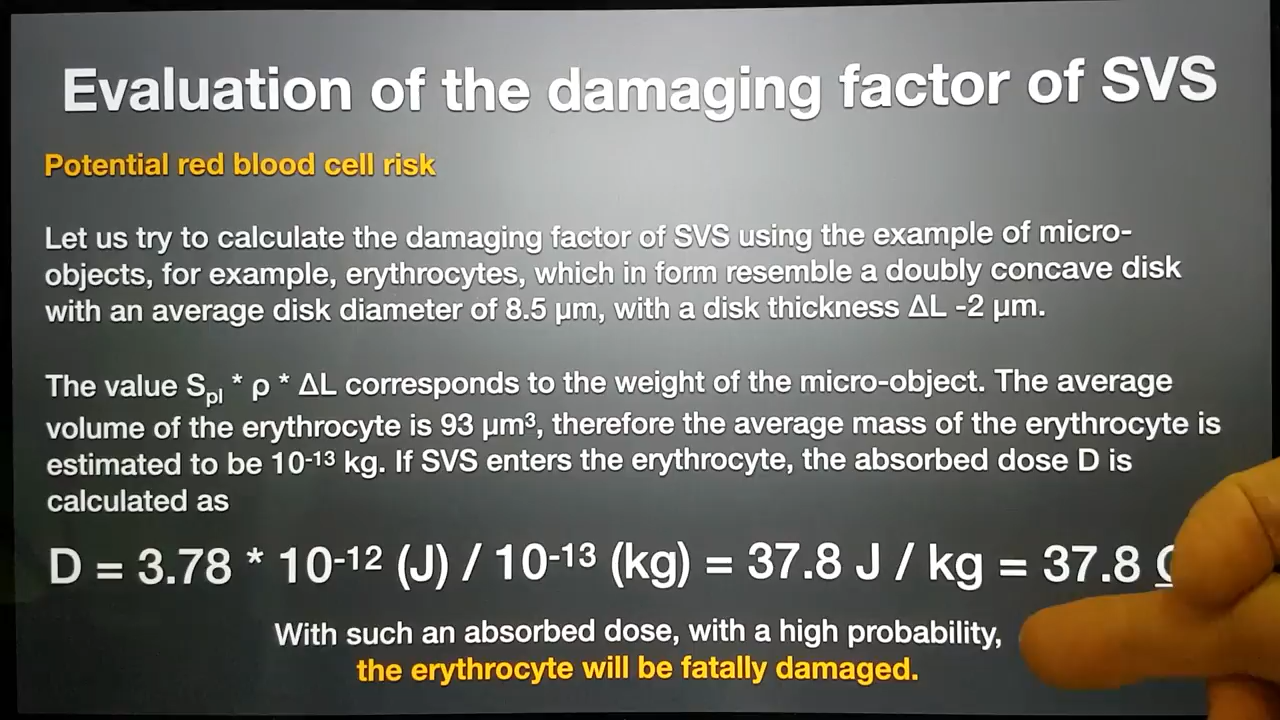 Evaluation of the damaging factor of SVS
Potential red blood cell risk
Let us try to calculate the damaging factor of SVS using the example of micro-
objects, for example, erythrocytes, which in form resemble a doubly concave disk
with an average disk diameter of 8.5 μm, with a disk thickness ΔL -2 μm.
The value Spl * ρ * ΔL corresponds to the weight of the micro-object. The average
volume of the erythrocyte is 93 μm³, therefore the average mass of the erythrocyte is
estimated to be 10⁻¹³ kg. If SVS enters the erythrocyte, the absorbed dose D is
calculated as
D = 3.78 * 10⁻¹² (J) / 10⁻¹³ (kg) = 37.8 J / kg = 37.8
With such an absorbed dose, with a high probability,
the erythrocyte will be fatally damaged.